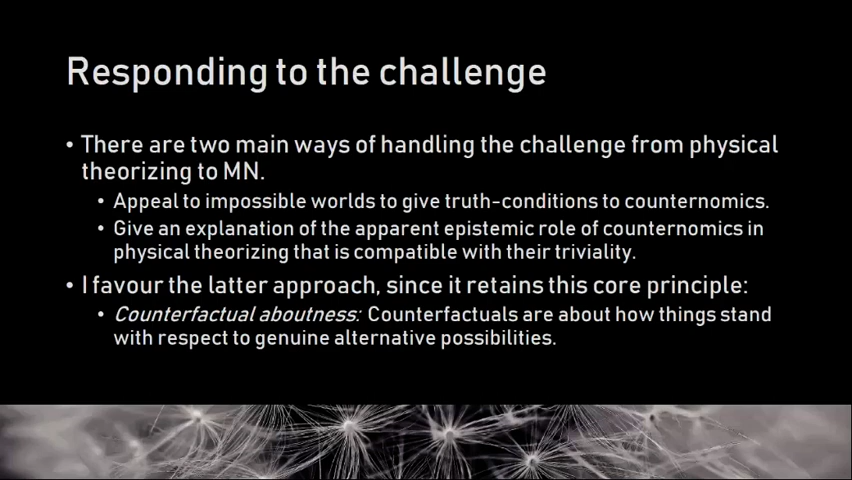 Responding to the challenge
• There are two main ways of handling the challenge from physical
theorizing to MN.
• Appeal to impossible worlds to give truth-conditions to counternomics.
• Give an explanation of the apparent epistemic role of counternomics in
physical theorizing that is compatible with their triviality.
• I favour the latter approach, since it retains this core principle:
• Counterfactual aboutness: Counterfactuals are about how things stand
with respect to genuine alternative possibilities.